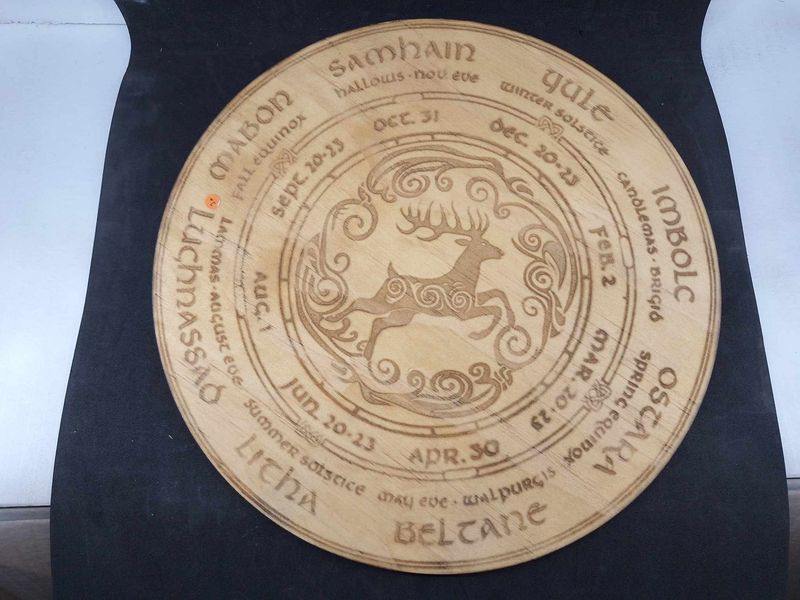 SAMHAIN
HALLOWS · NOV EVE
OCT. 31
YULE
WINTER SOLSTICE
DEC. 20-23
IMBOLC
CANDLEMAS · BRIGID
FEB. 2
OSTARA
SPRING EQUINOX
MAR. 20-23
BELTANE
MAY EVE · WALPURGIS
APR. 30
LITHA
SUMMER SOLSTICE
JUN. 20-23
LUGHNASSAD
LAMMAS · AUGUST EVE
AUG. 1
MABON
FALL EQUINOX
SEPT. 20-23